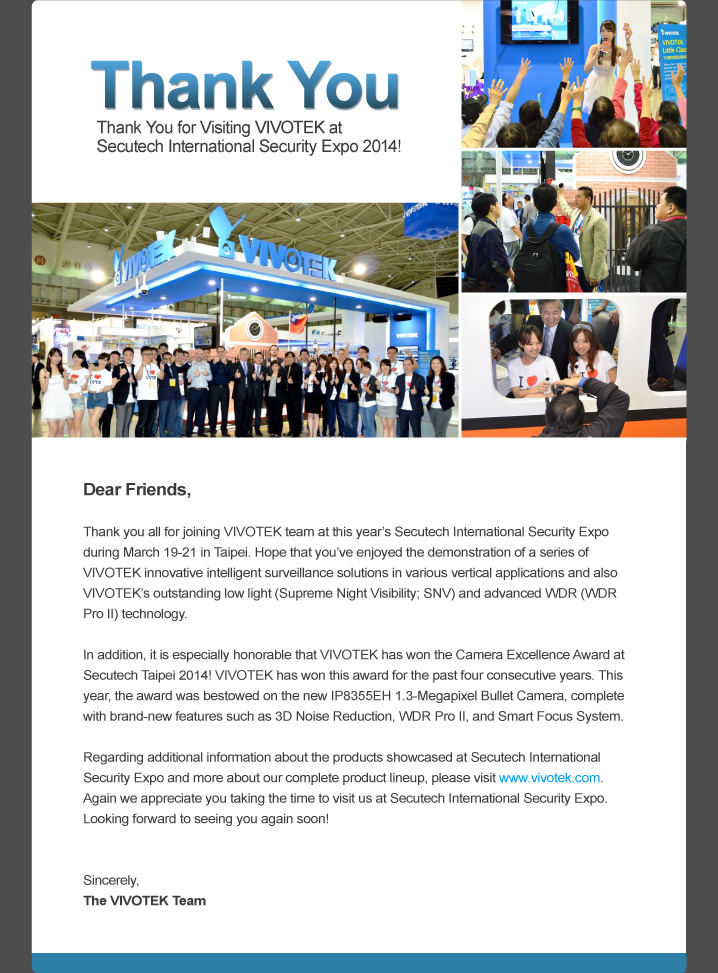 Thank You
Thank You for Visiting VIVOTEK at
Secutech International Security Expo 2014!
VIVOTEK
Little Class
VIVOTEK
VIVOTEK
Dear Friends,
Thank you all for joining VIVOTEK team at this year’s Secutech International Security Expo
during March 19-21 in Taipei. Hope that you’ve enjoyed the demonstration of a series of
VIVOTEK innovative intelligent surveillance solutions in various vertical applications and also
VIVOTEK’s outstanding low light (Supreme Night Visibility; SNV) and advanced WDR (WDR
Pro II) technology.
In addition, it is especially honorable that VIVOTEK has won the Camera Excellence Award at
Secutech Taipei 2014! VIVOTEK has won this award for the past four consecutive years. This
year, the award was bestowed on the new IP8355EH 1.3-Megapixel Bullet Camera, complete
with brand-new features such as 3D Noise Reduction, WDR Pro II, and Smart Focus System.
Regarding additional information about the products showcased at Secutech International
Security Expo and more about our complete product lineup, please visit www.vivotek.com.
Again we appreciate you taking the time to visit us at Secutech International Security Expo.
Looking forward to seeing you again soon!
Sincerely,
The VIVOTEK Team